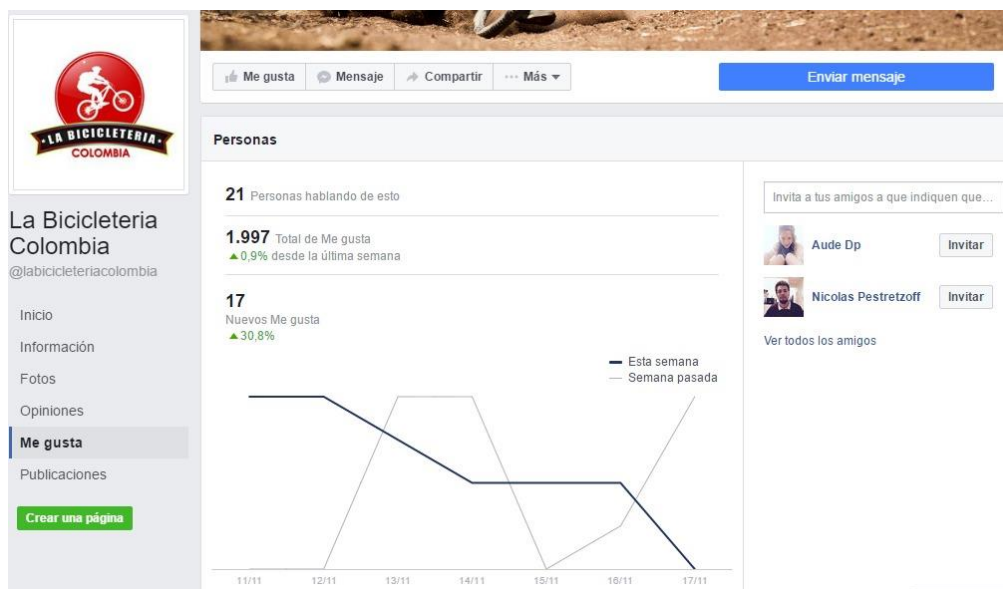 ·LA BICICLETERIA·
COLOMBIA
La Bicicleteria
Colombia
@labicicleteriacolombia
Inicio
Información
Fotos
Opiniones
Me gusta
Publicaciones
Crear una página
Me gusta
Mensaje
Compartir
··· Más
Enviar mensaje
Personas
21 Personas hablando de esto
1.997 Total de Me gusta
▲0,9% desde la última semana
17
Nuevos Me gusta
▲30,8%
Esta semana
Semana pasada
11/11
12/11
13/11
14/11
15/11
16/11
17/11
Invita a tus amigos a que indiquen que...
Aude Dp
Invitar
Nicolas Pestretzoff
Invitar
Ver todos los amigos